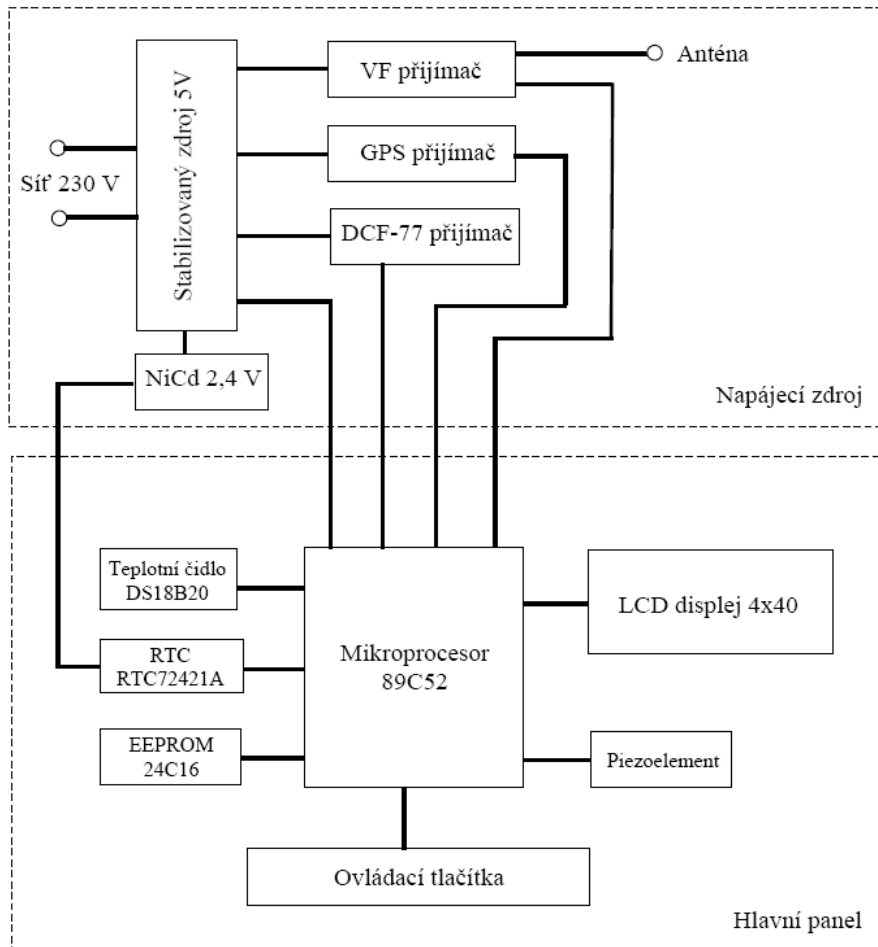 VF přijímač
Anténa
Stabilizovaný zdroj 5V
GPS přijímač
Síť 230 V
DCF-77 přijímač
NiCd 2,4 V
Napájecí zdroj
Teplotní čidlo
DS18B20
LCD displej 4x40
Mikroprocesor
89C52
RTC
RTC72421A
EEPROM
24C16
Piezoelement
Ovládací tlačítka
Hlavní panel